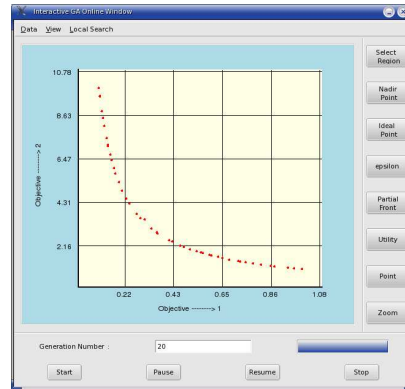 Interactive GA Online Window
Data View Local Search
Select Region
Nadir Point
Ideal Point
epsilon
Partial Front
Utility
Point
Zoom
10.78
8.63
6.47
4.31
2.16
Objective --------> 2
0.22 0.43 0.65 0.86 1.08
Objective --------> 1
Generation Number : 20
Start Pause Resume Stop